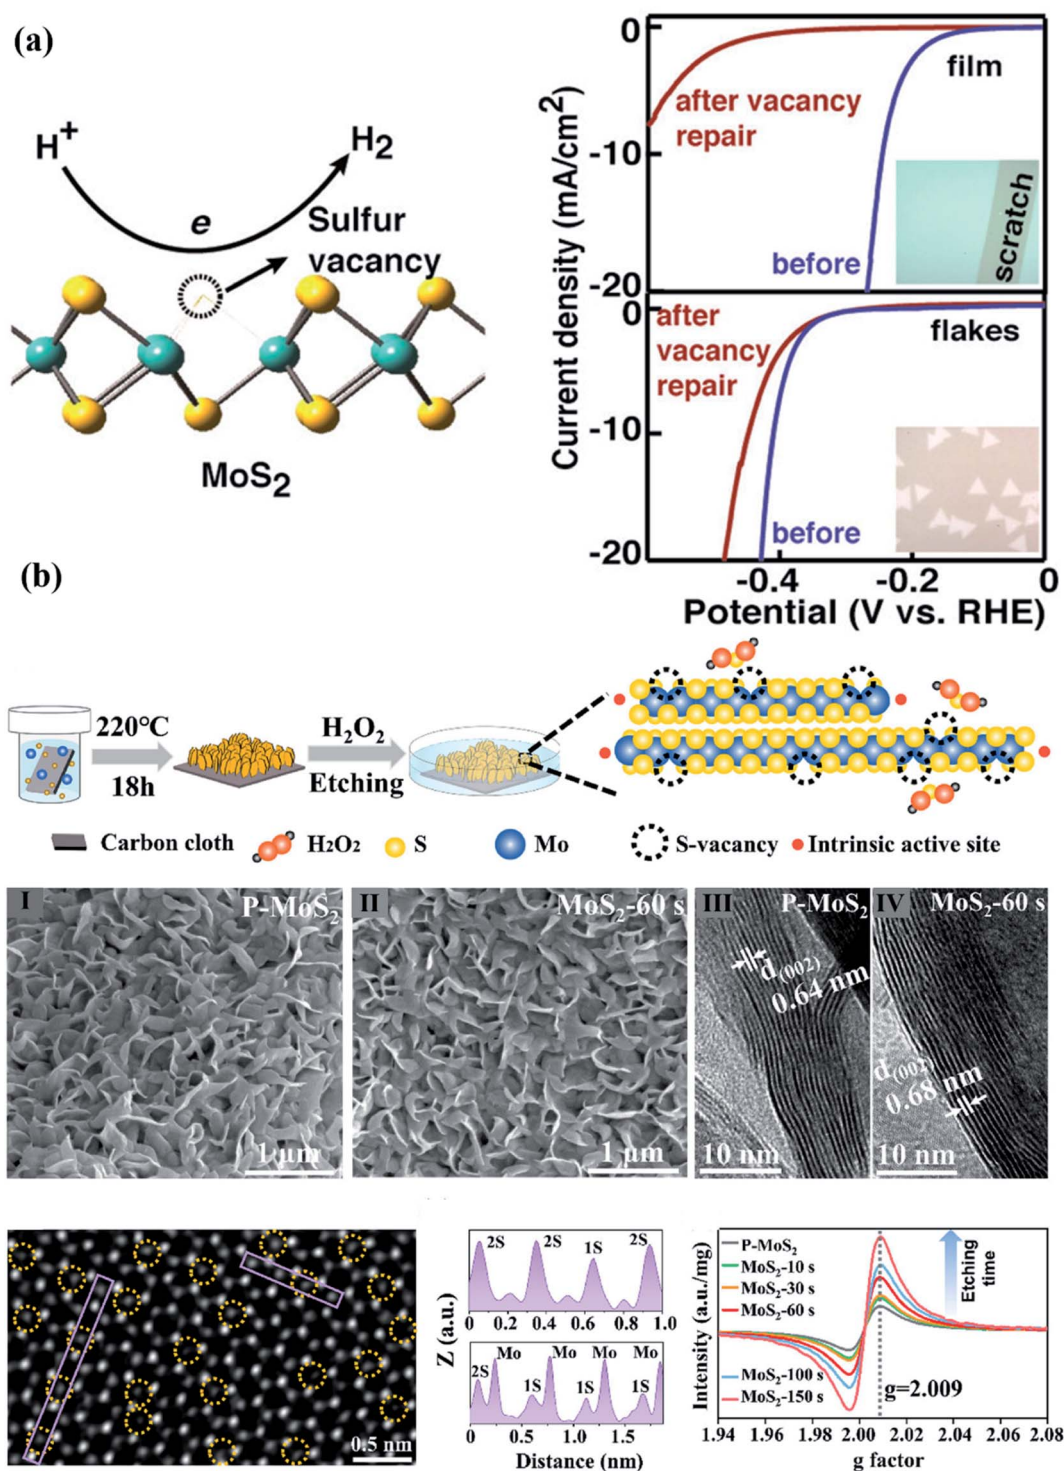 (a)
H+
H2
e
Sulfur
vacancy
MoS2
Current density (mA/cm2)
0
-10
-20
film
after vacancy
repair
before
scratch
0
-10
-20
after
vacancy
repair
flakes
before
-0.4
-0.2
0
Potential (V vs. RHE)
(b)
220℃
18h
H2O2
Etching
Carbon cloth
H2O2
S
Mo
S-vacancy
Intrinsic active site
I
P-MoS2
1 μm
II
MoS2-60 s
1 μm
III
P-MoS2
d(002)
0.64 nm
10 nm
IV
MoS2-60 s
d(002)
0.68 nm
10 nm
0.5 nm
Z (a.u.)
2S
2S
1S
2S
0
0.2
0.4
0.6
0.8
1.0
2S
Mo
1S
Mo
1S
Mo
1S
Mo
0
0.5
1.0
1.5
Distance (nm)
Intensity (a.u./mg)
P-MoS2
MoS2-10 s
MoS2-30 s
MoS2-60 s
MoS2-100 s
MoS2-150 s
Etching
time
g=2.009
1.94
1.96
1.98
2.00
2.02
2.04
2.06
2.08
g factor